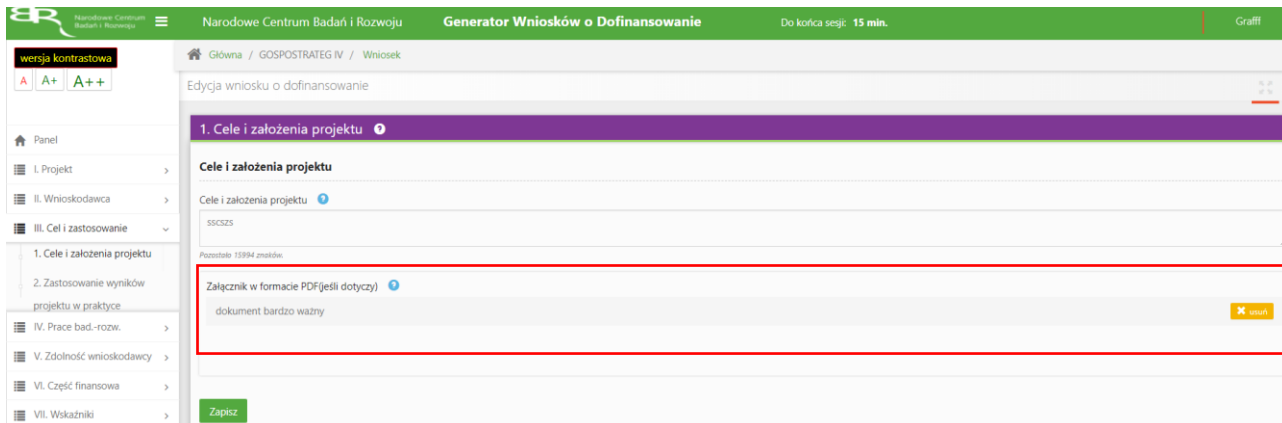 Narodowe Centrum
Badań i Rozwoju
Narodowe Centrum Badań i Rozwoju
Generator Wniosków o Dofinansowanie
Do końca sesji: 15 min.
Grafff
wersja kontrastowa
A A+ A++
Główna / GOSPOSTRATEG IV / Wniosek
Edycja wniosku o dofinansowanie
Panel
I. Projekt
II. Wnioskodawca
III. Cel i zastosowanie
1. Cele i założenia projektu
2. Zastosowanie wyników
projektu w praktyce
IV. Prace bad.-rozw.
V. Zdolność wnioskodawcy
VI. Część finansowa
VII. Wskaźniki
1. Cele i założenia projektu
Cele i założenia projektu
Cele i założenia projektu
sscszs
Pozostało 15994 znaków.
Załącznik w formacie PDF(jeśli dotyczy)
dokument bardzo ważny
usuń
Zapisz